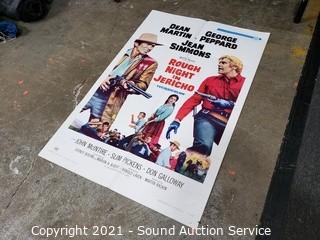 DEAN
MARTIN
GEORGE
PEPPARD
JEAN
SIMMONS
ROUGH
NIGHT
IN
JERICHO
JOHN McINTIRE · SLIM PICKENS · DON GALLOWAY
Copyright 2021 - Sound Auction Service